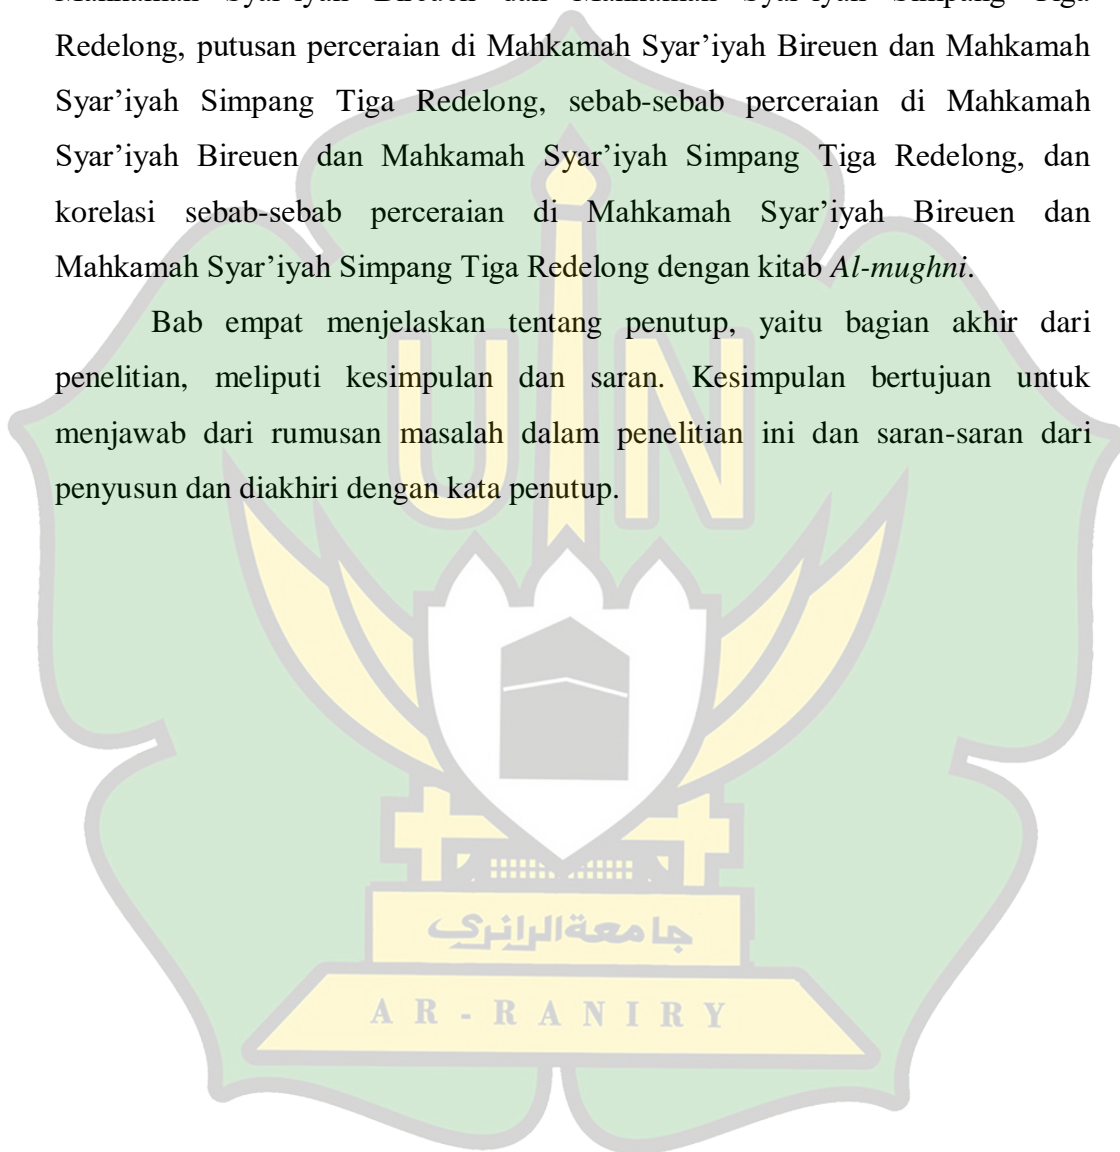 Mahkamah Syar'iyah Bireuen dan Mahkamah Syar'iyah Simpang Tiga
Redelong, putusan perceraian di Mahkamah Syar'iyah Bireuen dan Mahkamah
Syar'iyah Simpang Tiga Redelong, sebab-sebab perceraian di Mahkamah
Syar'iyah Bireuen dan Mahkamah Syar'iyah Simpang Tiga Redelong, dan
korelasi sebab-sebab perceraian di Mahkamah Syar'iyah Bireuen dan
Mahkamah Syar'iyah Simpang Tiga Redelong dengan kitab Al-mughni.
Bab empat menjelaskan tentang penutup, yaitu bagian akhir dari
penelitian, meliputi kesimpulan dan saran. Kesimpulan bertujuan untuk
menjawab dari rumusan masalah dalam penelitian ini dan saran-saran dari
penyusun dan diakhiri dengan kata penutup.
UIN
جامعة الرانري
AR-RANIRY